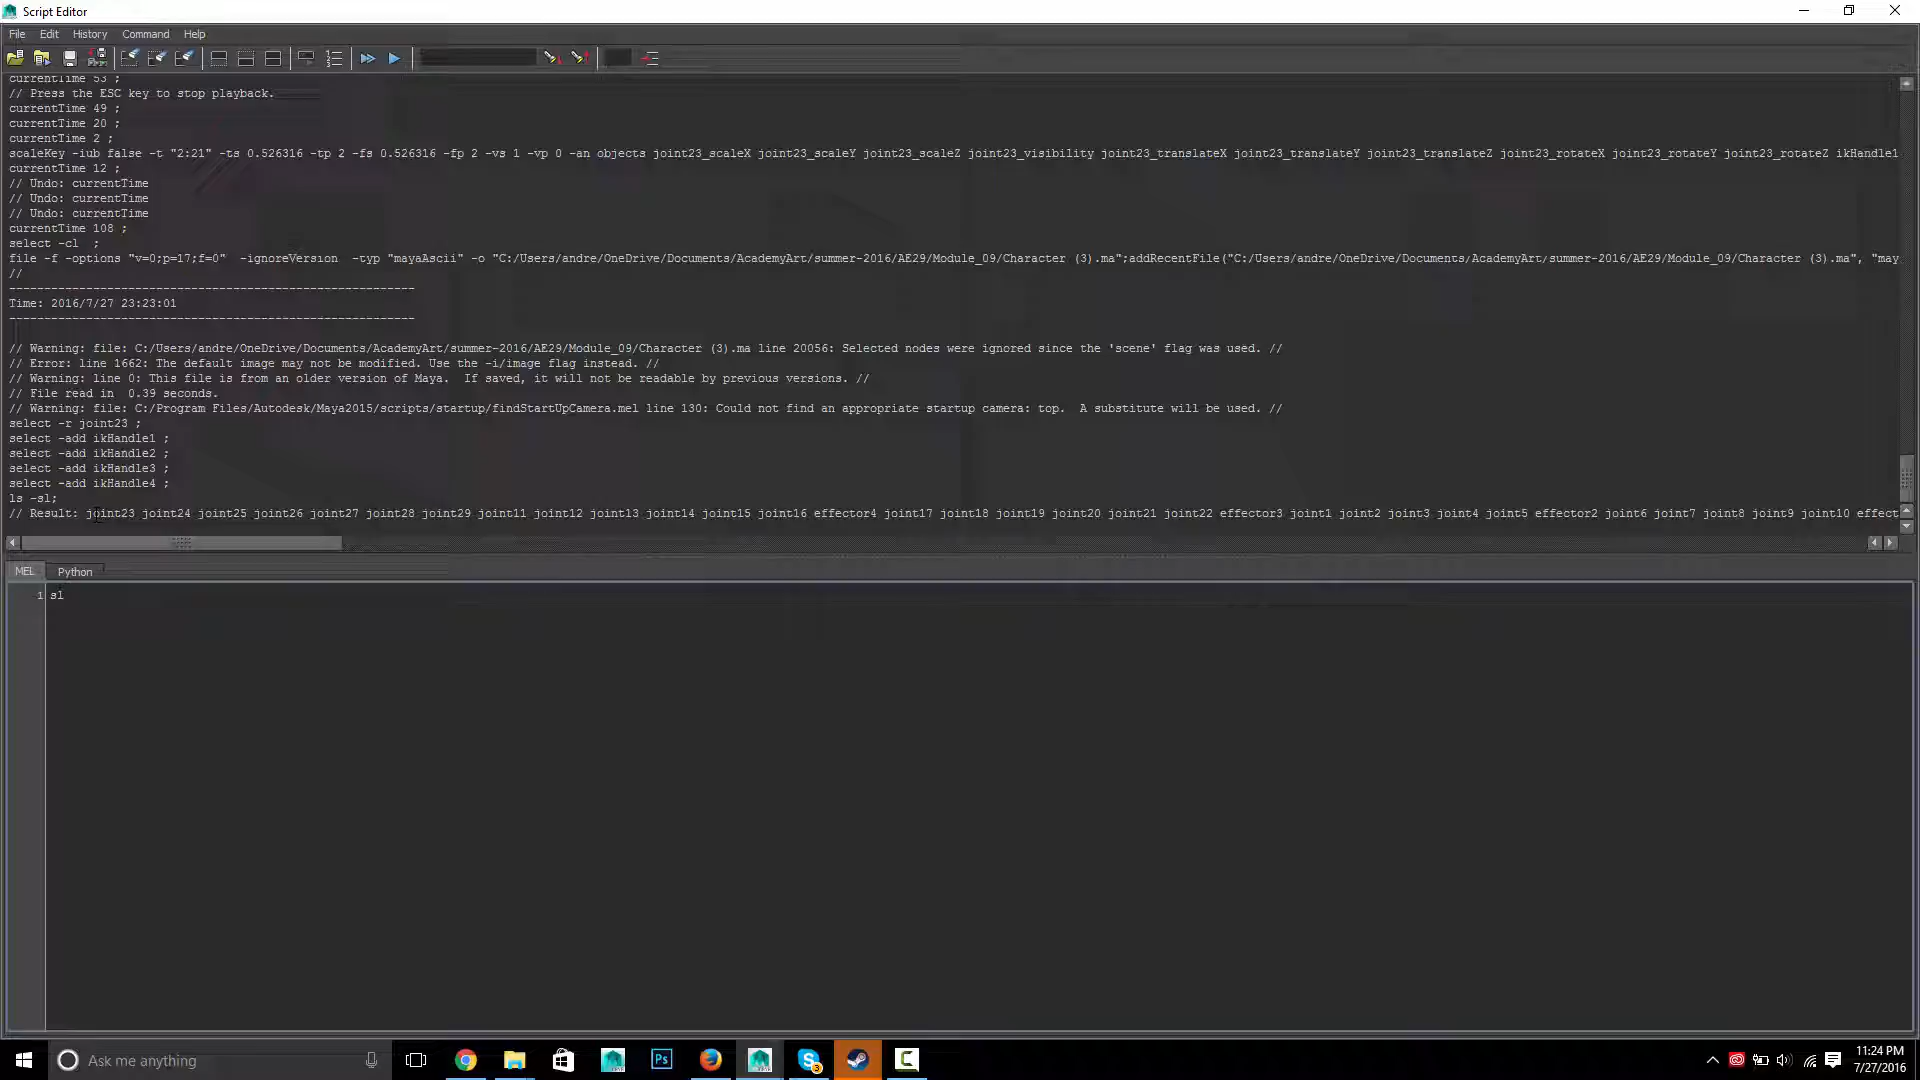 Script Editor
File Edit History Command Help
currentTime 53 ;
// Press the ESC key to stop playback.
currentTime 49 ;
currentTime 20 ;
currentTime 2 ;
scaleKey -iub false -t "2:21" -ts 0.526316 -tp 2 -fs 0.526316 -fp 2 -vs 1 -vp 0 -an objects joint23_scaleX joint23_scaleY joint23_scaleZ joint23_visibility joint23_translateX joint23_translateY joint23_translateZ joint23_rotateX joint23_rotateY joint23_rotateZ ikHandle1
currentTime 12 ;
// Undo: currentTime
// Undo: currentTime
// Undo: currentTime
currentTime 108 ;
select -cl  ;
file -f -options "v=0;p=17;f=0"  -ignoreVersion  -typ "mayaAscii" -o "C:/Users/andre/OneDrive/Documents/AcademyArt/summer-2016/AE29/Module_09/Character (3).ma";addRecentFile("C:/Users/andre/OneDrive/Documents/AcademyArt/summer-2016/AE29/Module_09/Character (3).ma", "may
//
----------------------------------------------------------
Time: 2016/7/27 23:23:01
----------------------------------------------------------
// Warning: file: C:/Users/andre/OneDrive/Documents/AcademyArt/summer-2016/AE29/Module_09/Character (3).ma line 20056: Selected nodes were ignored since the 'scene' flag was used. //
// Error: line 1662: The default image may not be modified. Use the -i/image flag instead. //
// Warning: line 0: This file is from an older version of Maya.  If saved, it will not be readable by previous versions. //
// File read in  0.39 seconds.
// Warning: file: C:/Program Files/Autodesk/Maya2015/scripts/startup/findStartUpCamera.mel line 130: Could not find an appropriate startup camera: top.  A substitute will be used. //
select -r joint23 ;
select -add ikHandle1 ;
select -add ikHandle2 ;
select -add ikHandle3 ;
select -add ikHandle4 ;
ls -sl;
// Result: joint23 joint24 joint25 joint26 joint27 joint28 joint29 joint11 joint12 joint13 joint14 joint15 joint16 effector4 joint17 joint18 joint19 joint20 joint21 joint22 effector3 joint1 joint2 joint3 joint4 joint5 effector2 joint6 joint7 joint8 joint9 joint10 effect
MEL Python
1 sl
Ask me anything
Ps
3
11:24 PM
7/27/2016